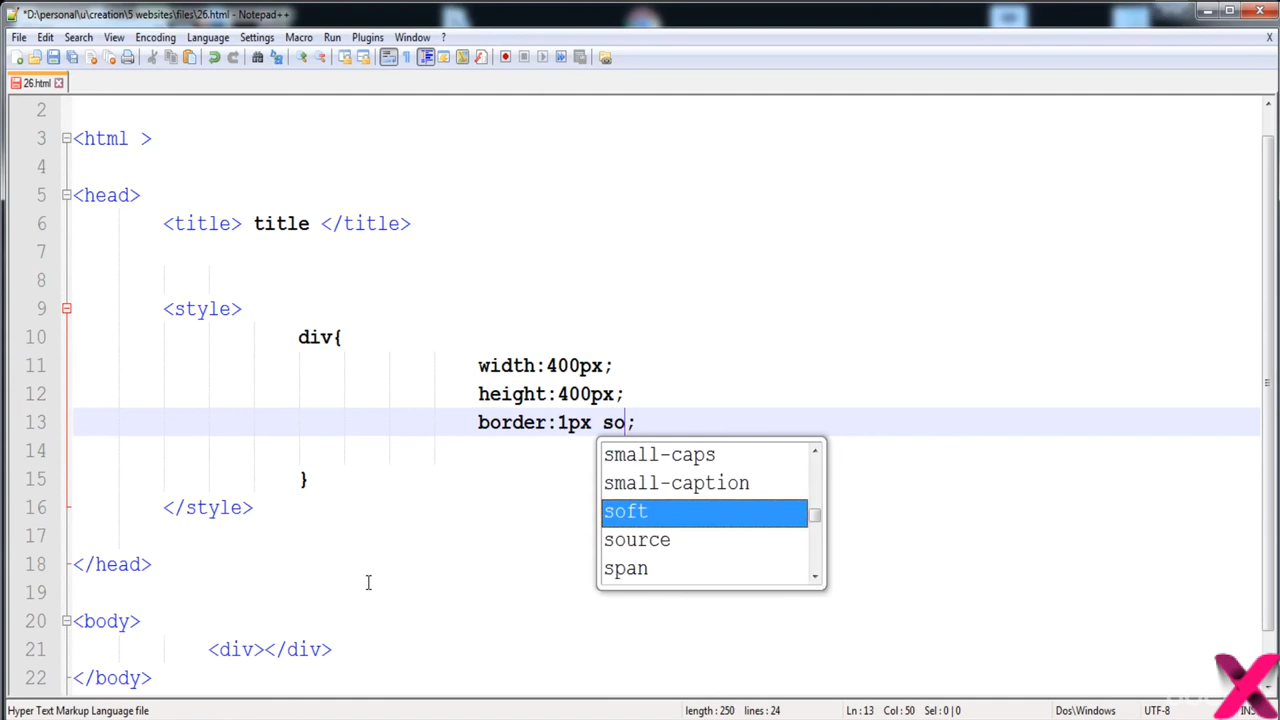 *D:\personal\u\creation\5 websites\files\26.html - Notepad++
File Edit Search View Encoding Language Settings Macro Run Plugins Window ? X
26.html
2
3 <html >
4
5 <head>
6 <title> title </title>
7
8
9 <style>
10 div{
11 width:400px;
12 height:400px;
13 border:1px so;
14
small-caps
small-caption
soft
source
span
15 }
16 </style>
17
18 </head>
19
20 <body>
21 <div></div>
22 </body>
Hyper Text Markup Language file length : 250 lines : 24 Ln : 13 Col : 50 Sel : 0 | 0 Dos\Windows UTF-8 INS